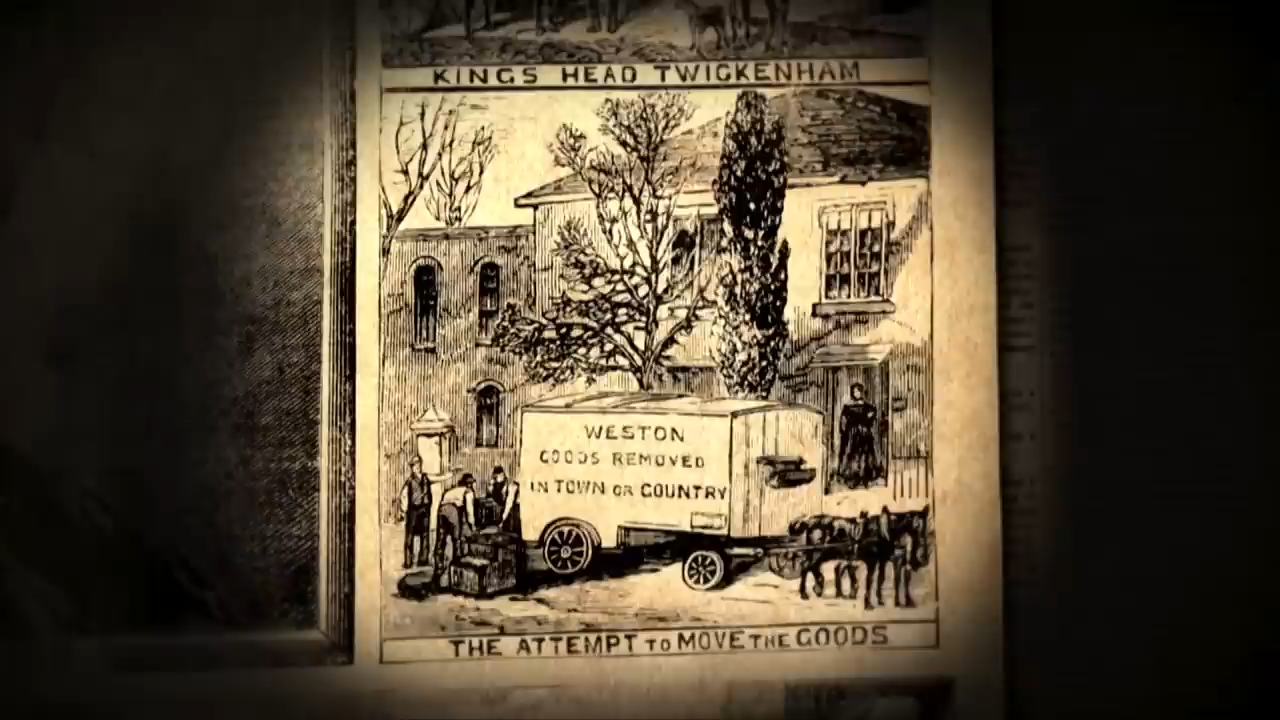 KINGS HEAD TWICKENHAM
WESTON
GOODS REMOVED
IN TOWN OR COUNTRY
THE ATTEMPT TO MOVE THE GOODS